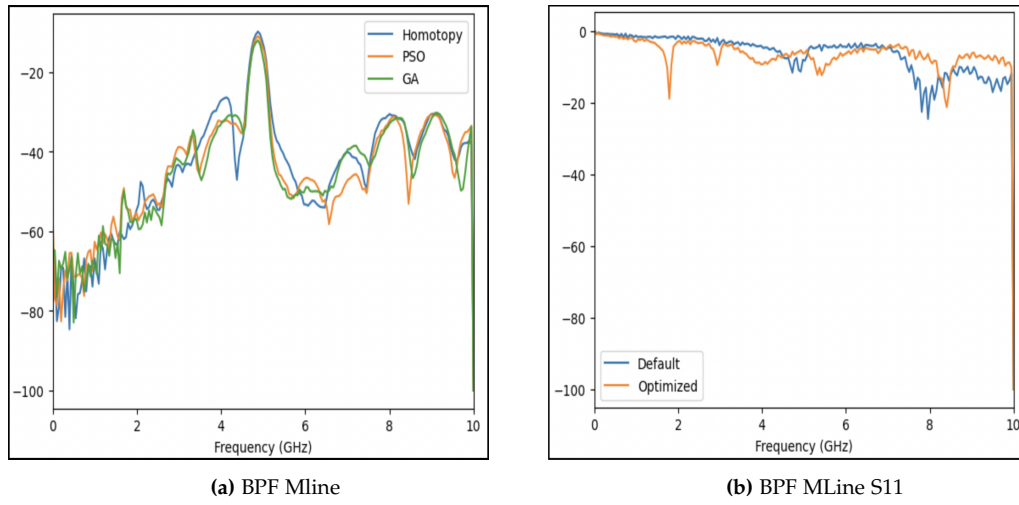 Homotopy
PSO
GA
−20
−40
−60
−80
−100
0
2
4
6
8
10
Frequency (GHz)
(a) BPF Mline
0
−20
−40
−60
−80
−100
Default
Optimized
0
2
4
6
8
10
Frequency (GHz)
(b) BPF MLine S11